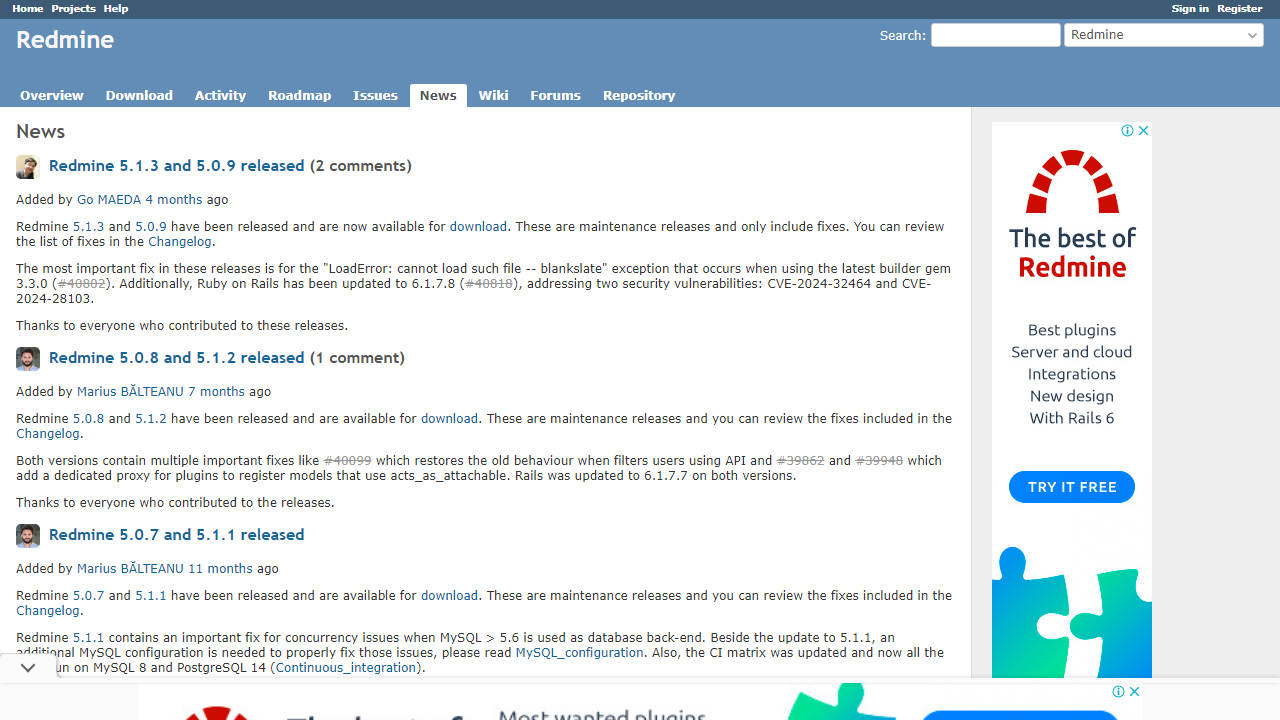 Home Projects Help Sign in Register
Redmine
Search: Redmine
Overview Download Activity Roadmap Issues News Wiki Forums Repository
News
Redmine 5.1.3 and 5.0.9 released (2 comments)
Added by Go MAEDA 4 months ago
Redmine 5.1.3 and 5.0.9 have been released and are now available for download. These are maintenance releases and only include fixes. You can review
the list of fixes in the Changelog.
The most important fix in these releases is for the "LoadError: cannot load such file -- blankslate" exception that occurs when using the latest builder gem
3.3.0 (#40802). Additionally, Ruby on Rails has been updated to 6.1.7.8 (#40818), addressing two security vulnerabilities: CVE-2024-32464 and CVE-
2024-28103.
Thanks to everyone who contributed to these releases.
Redmine 5.0.8 and 5.1.2 released (1 comment)
Added by Marius BĂLTEANU 7 months ago
Redmine 5.0.8 and 5.1.2 have been released and are available for download. These are maintenance releases and you can review the fixes included in the
Changelog.
Both versions contain multiple important fixes like #40099 which restores the old behaviour when filters users using API and #39862 and #39948 which
add a dedicated proxy for plugins to register models that use acts_as_attachable. Rails was updated to 6.1.7.7 on both versions.
Thanks to everyone who contributed to the releases.
Redmine 5.0.7 and 5.1.1 released
Added by Marius BĂLTEANU 11 months ago
Redmine 5.0.7 and 5.1.1 have been released and are available for download. These are maintenance releases and you can review the fixes included in the
Changelog.
Redmine 5.1.1 contains an important fix for concurrency issues when MySQL > 5.6 is used as database back-end. Beside the update to 5.1.1, an
additional MySQL configuration is needed to properly fix those issues, please read MySQL_configuration. Also, the CI matrix was updated and now all the
on MySQL 8 and PostgreSQL 14 (Continuous_integration).
The best of
Redmine
Best plugins
Server and cloud
Integrations
New design
With Rails 6
TRY IT FREE
The best of
Most wanted plugins